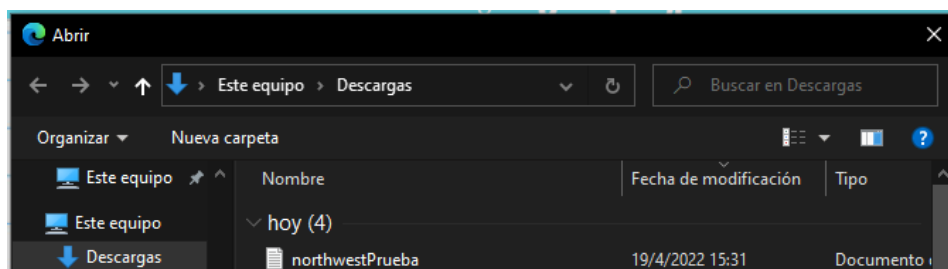 Abrir
Este equipo > Descargas
Buscar en Descargas
Organizar
Nueva carpeta
Este equipo
Nombre
Fecha de modificación
Tipo
Este equipo
hoy (4)
Descargas
northwestPrueba
19/4/2022 15:31
Documento